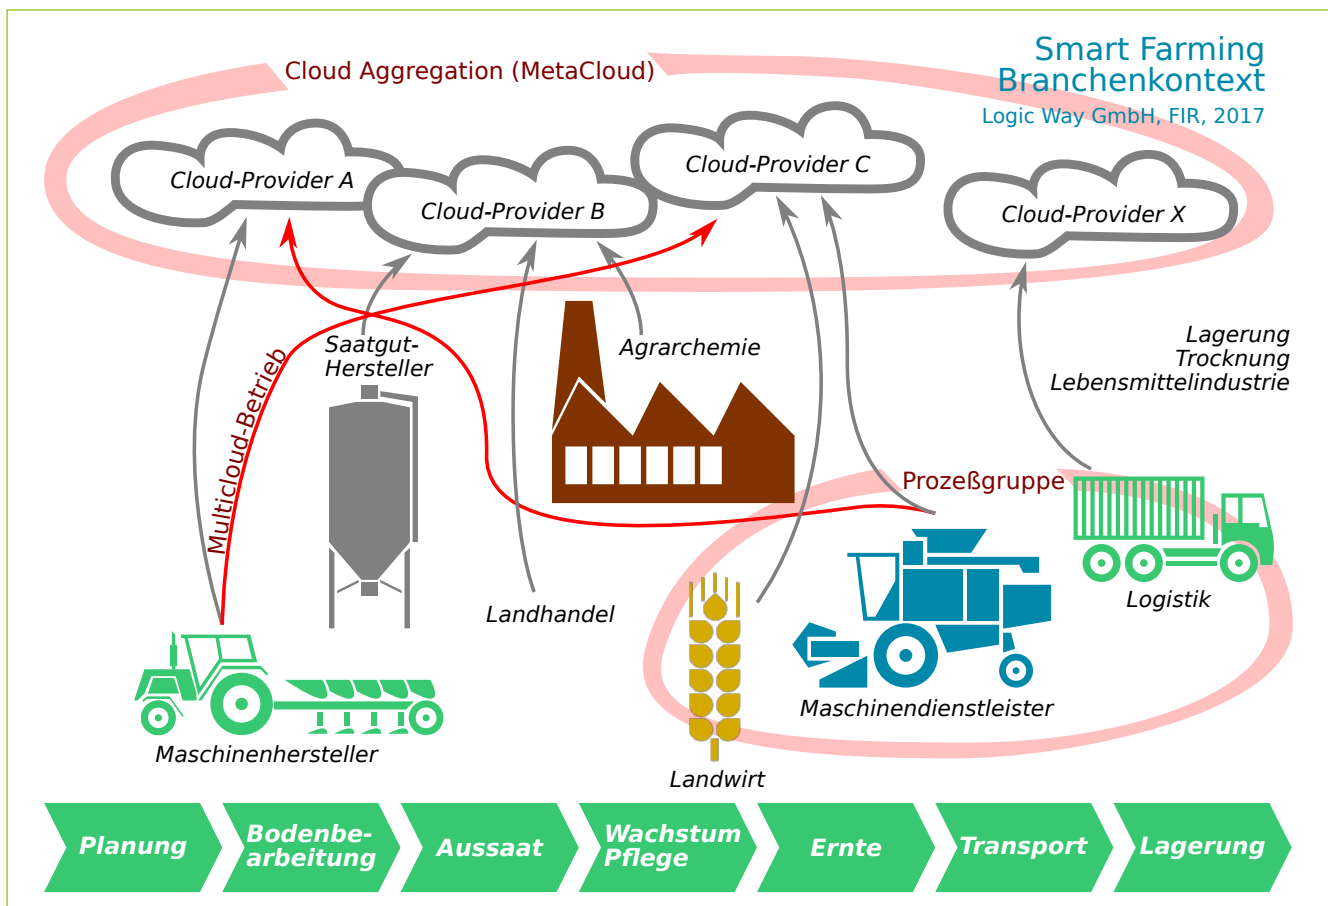 Smart Farming
Branchenkontext
Logic Way GmbH, FIR, 2017
Cloud Aggregation (MetaCloud)
Cloud-Provider A
Cloud-Provider B
Cloud-Provider C
Cloud-Provider X
Multicloud-Betrieb
Saatgut-
Hersteller
Agrarchemie
Lagerung
Trocknung
Lebensmittelindustrie
Prozeßgruppe
Landhandel
Logistik
Maschinendienstleister
Maschinenhersteller
Landwirt
Planung
Bodenbe-
arbeitung
Aussaat
Wachstum
Pflege
Ernte
Transport
Lagerung